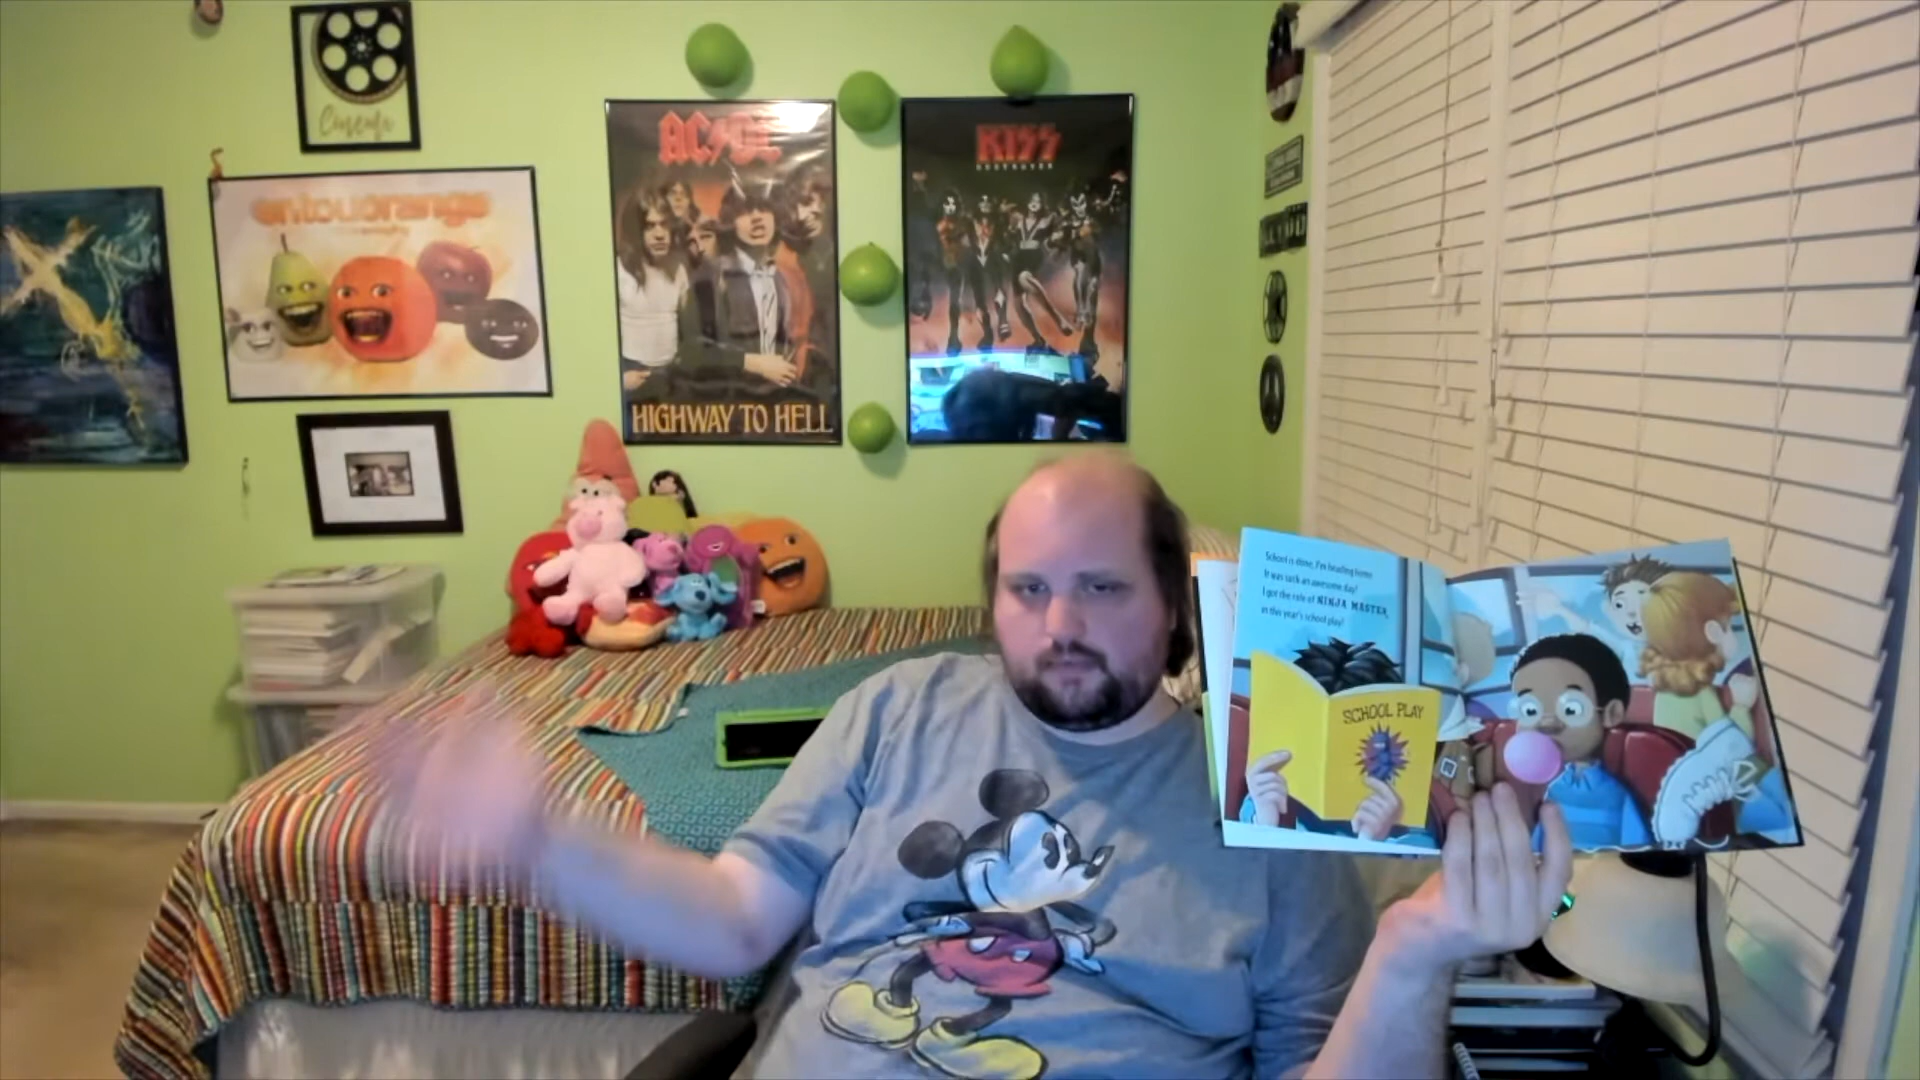 Cinema
entourange
AC/DC
HIGHWAY TO HELL
KISS
DESTROYER
School is done, I'm heading home.
It was such an awesome day!
I got the role of NINJA MASTER,
in this year's school play!
SCHOOL PLAY